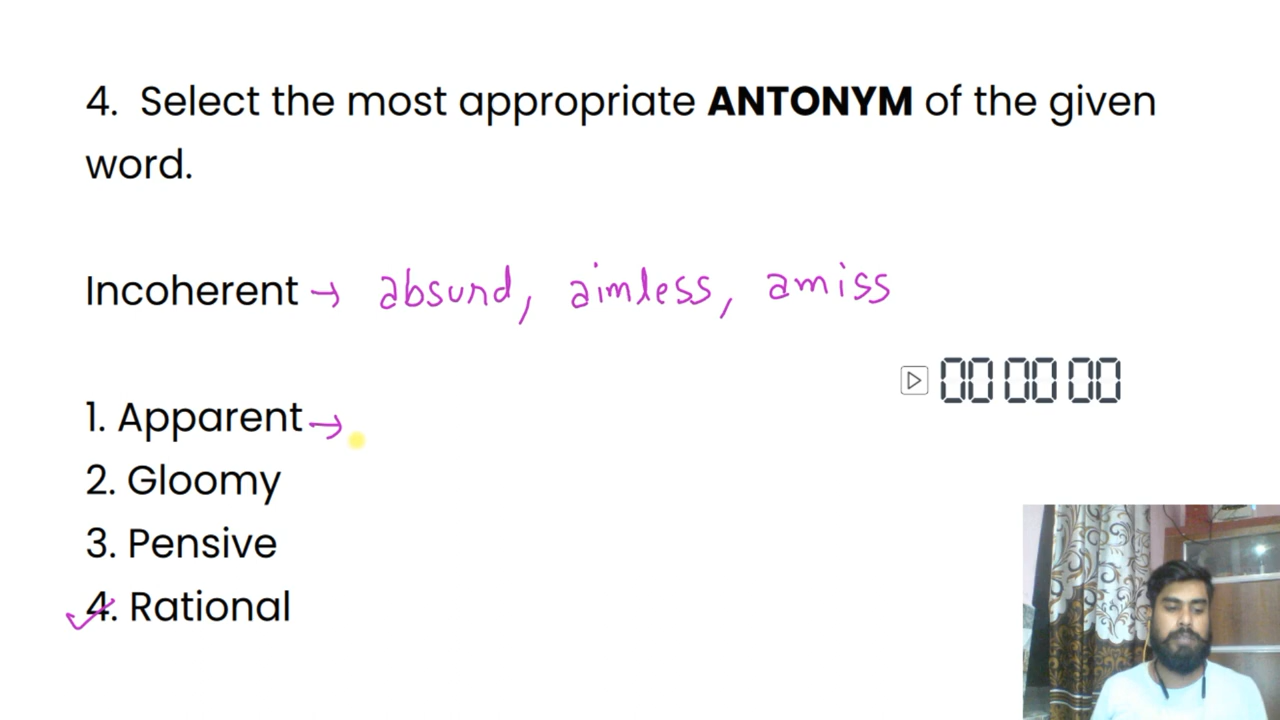 4. Select the most appropriate ANTONYM of the given
word.
Incoherent → absurd, aimless, amiss
00 00 00
1. Apparent →
2. Gloomy
3. Pensive
4. Rational